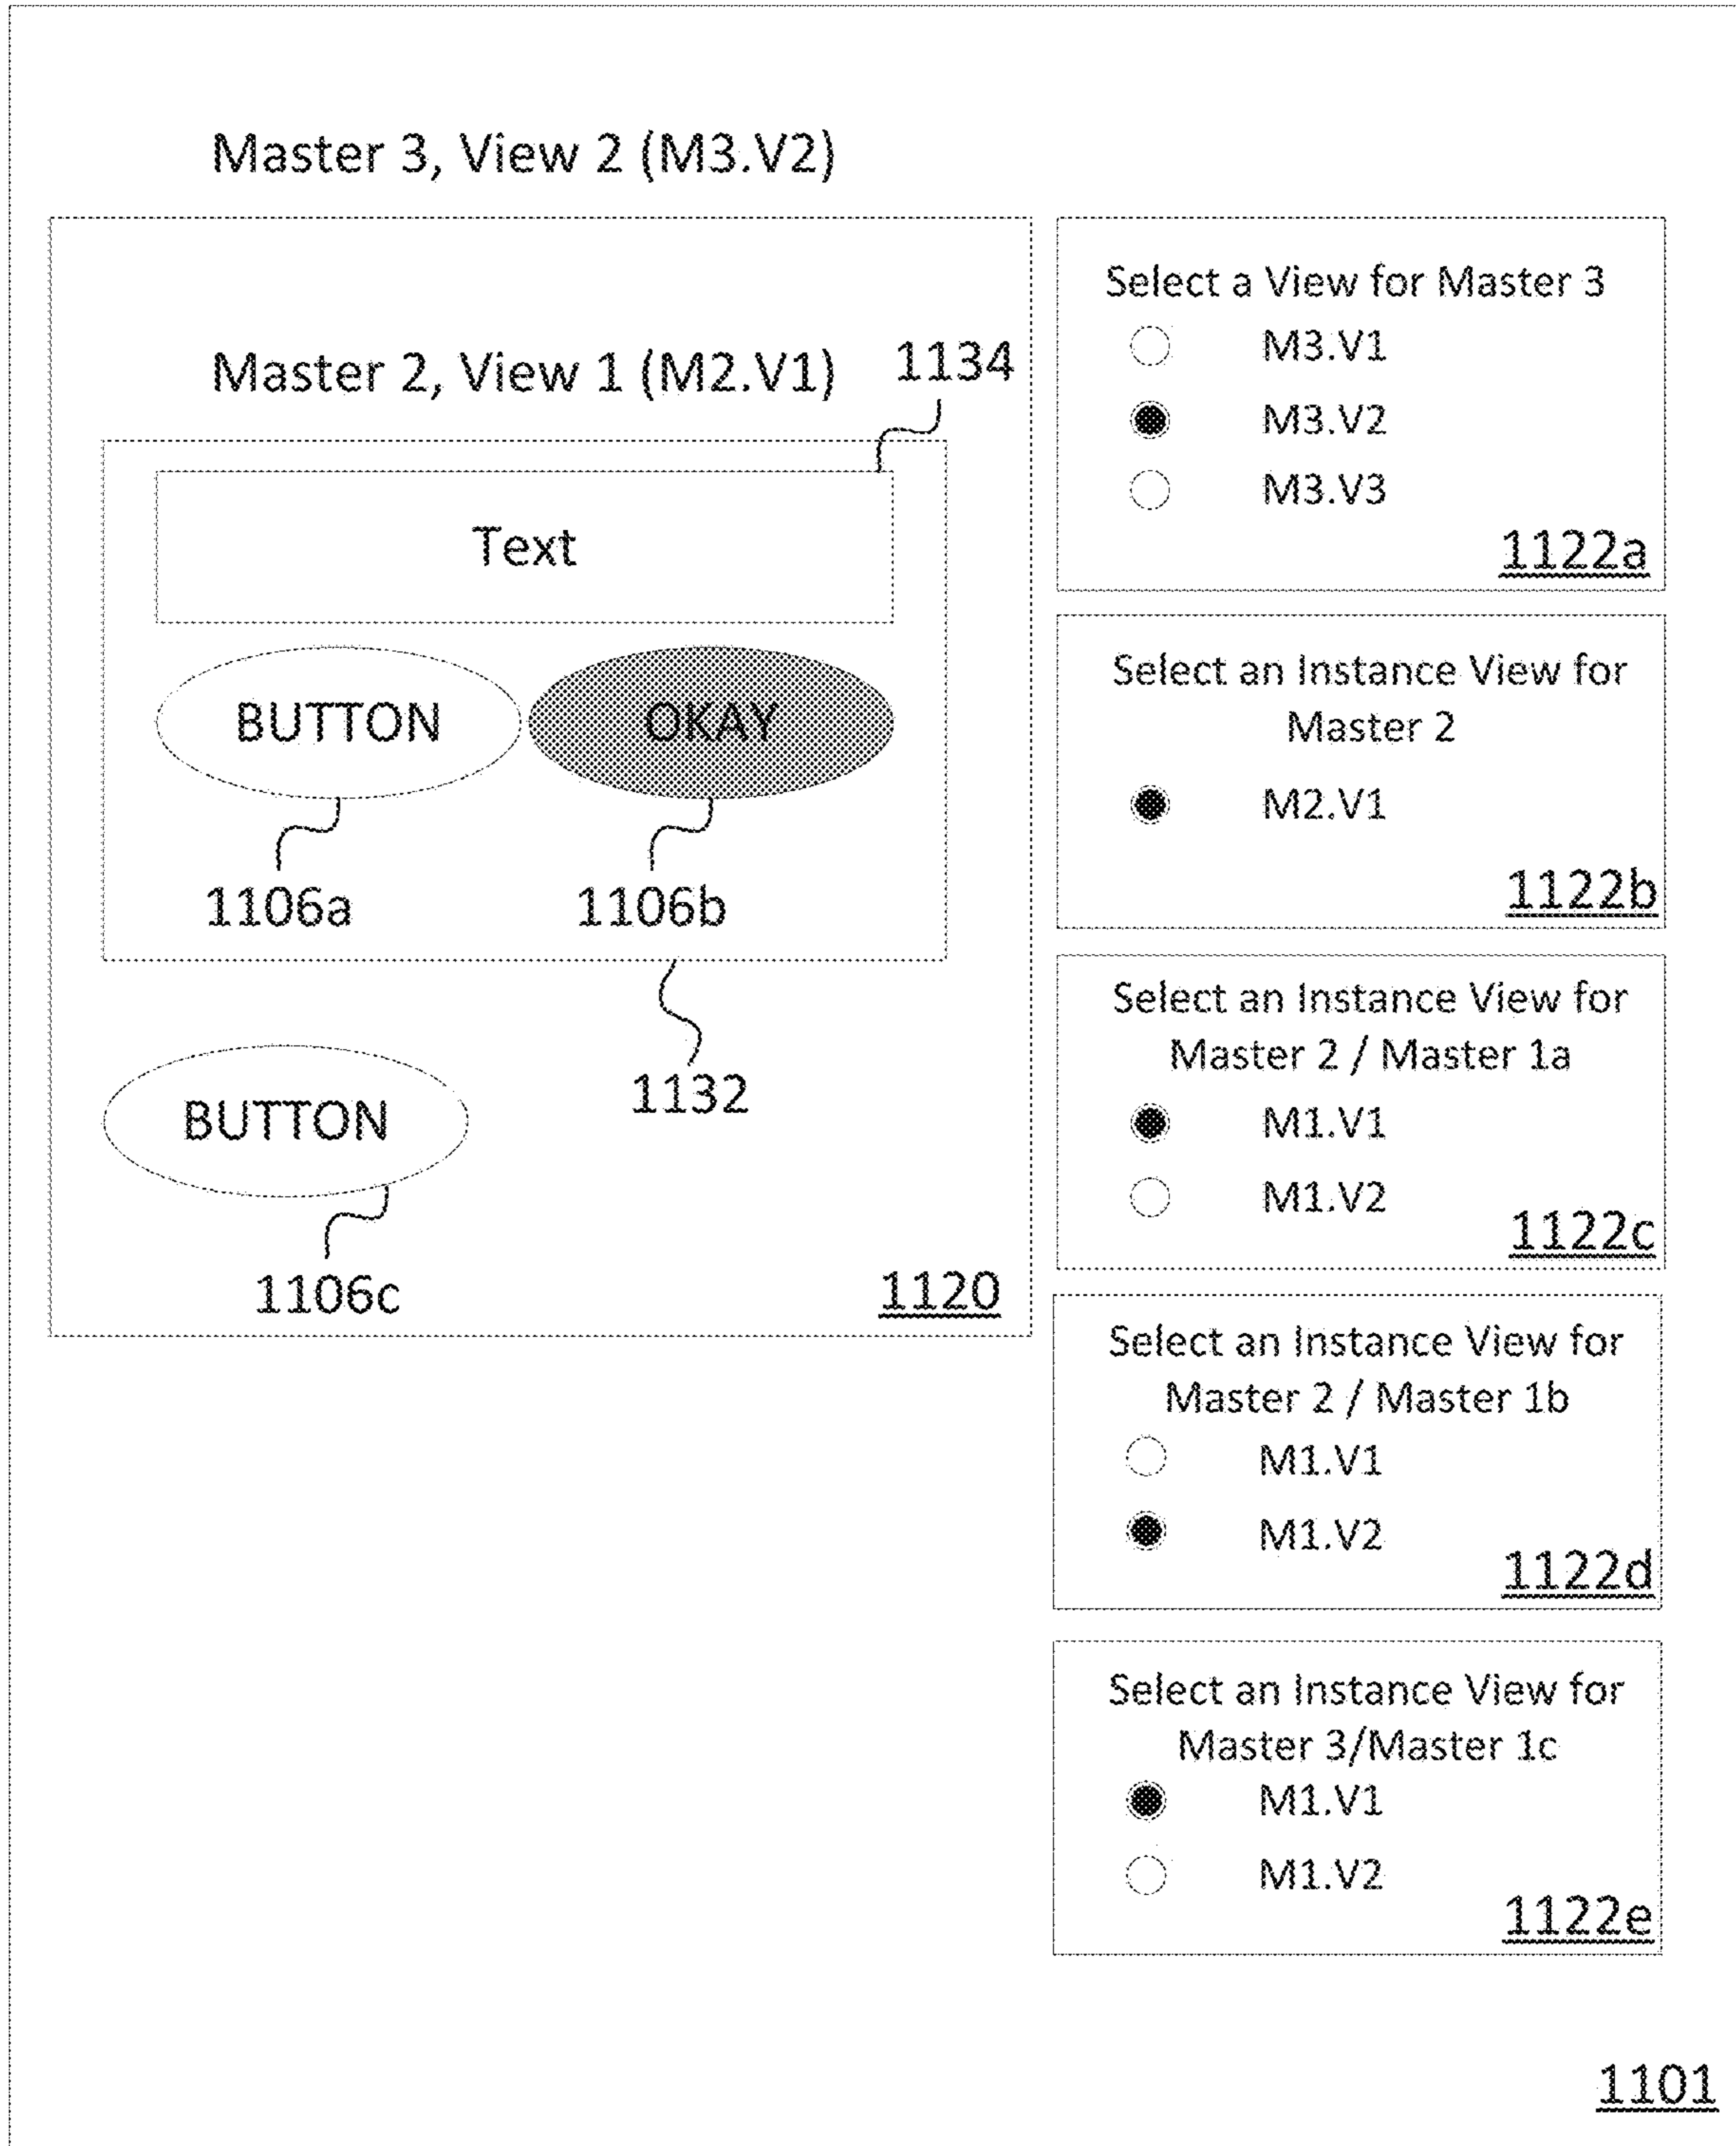 Master 3, View 2 (M3.V2)
Master 2, View 1 (M2.V1)
1134
Text
BUTTON
OKAY
1106a
1106b
1132
BUTTON
1106c
1120
Select a View for Master 3
M3.V1
M3.V2
M3.V3
1122a
Select an Instance View for
Master 2
M2.V1
1122b
Select an Instance View for
Master 2 / Master 1a
M1.V1
M1.V2
1122c
Select an Instance View for
Master 2 / Master 1b
M1.V1
M1.V2
1122d
Select an Instance View for
Master 3/Master 1c
M1.V1
M1.V2
1122e
1101